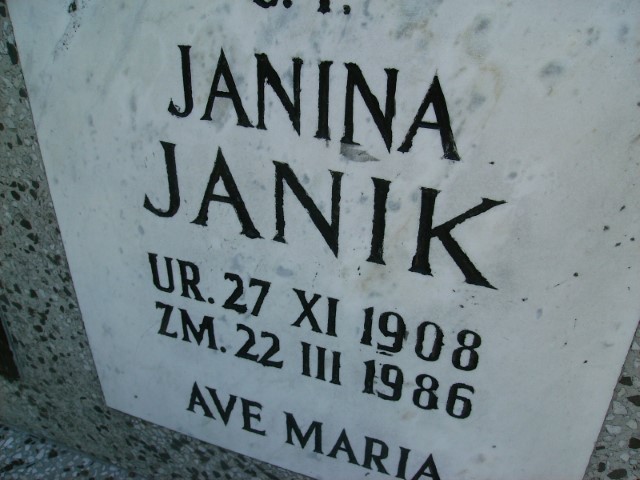 JANINA
JANIK
UR. 27 XI 1908
ZM. 22 III 1986
AVE MARIA